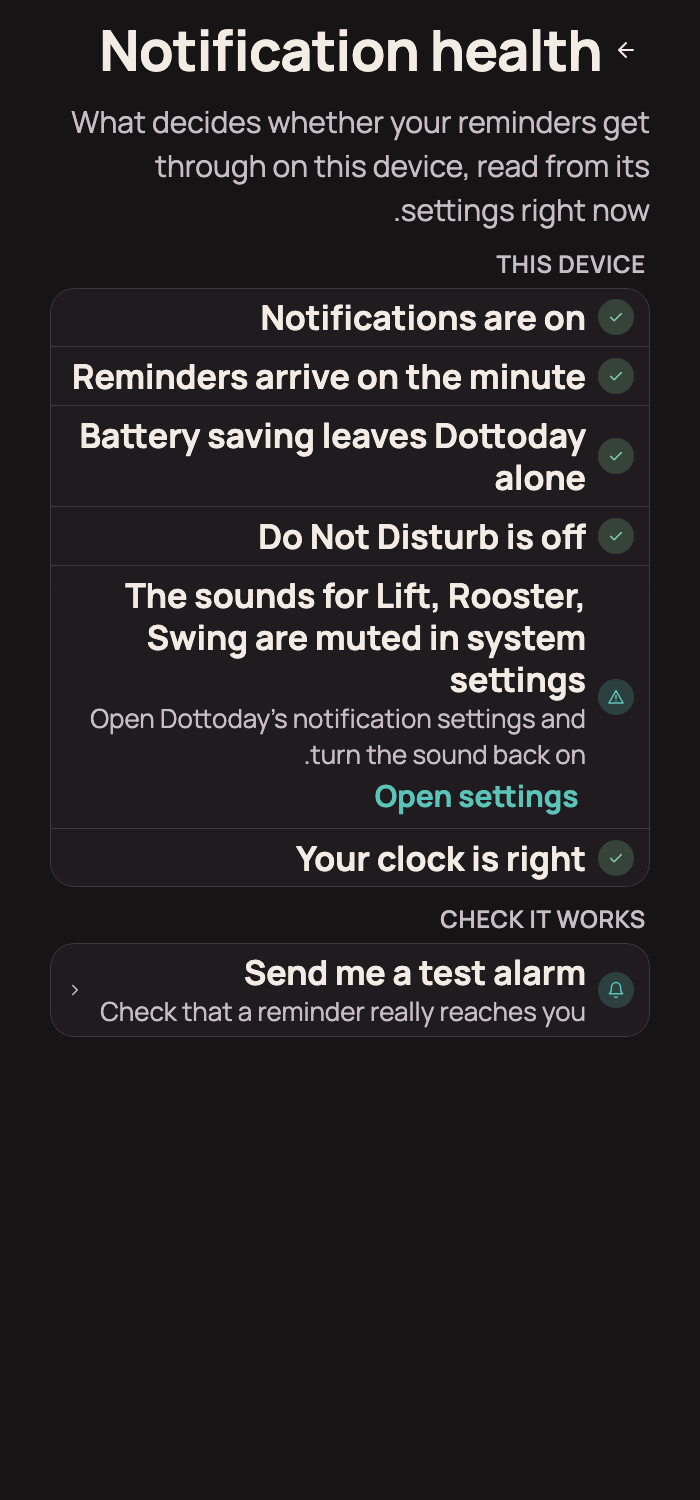 Notification health
What decides whether your reminders get
through on this device, read from its
settings right now.
THIS DEVICE
Notifications are on
Reminders arrive on the minute
Battery saving leaves Dottoday
alone
Do Not Disturb is off
The sounds for Lift, Rooster,
Swing are muted in system
settings
Open Dottoday's notification settings and
turn the sound back on.
Open settings
Your clock is right
CHECK IT WORKS
Send me a test alarm
Check that a reminder really reaches you